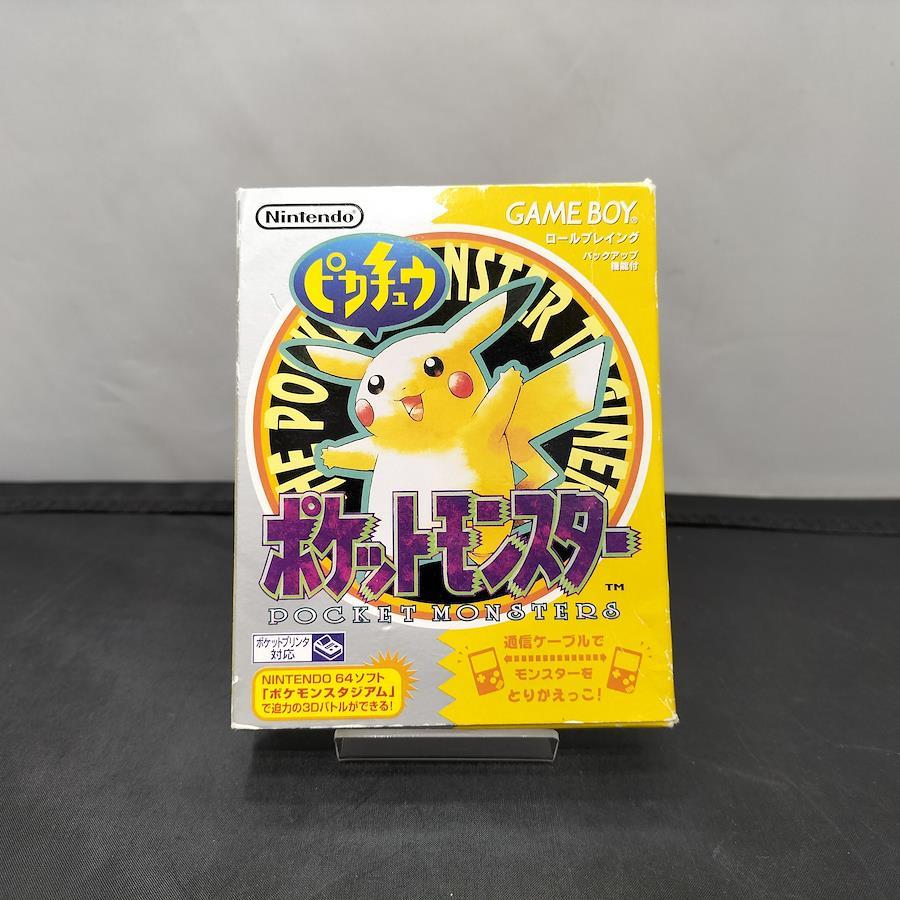 Nintendo®
GAME BOY®
ロールプレイング
バックアップ
機能付
ピカチュウ
ポケットモンスター
TM
POCKET MONSTERS
ポケットプリンタ
対応
NINTENDO 64ソフト
「ポケモンスタジアム」
で迫力の3Dバトルができる!
通信ケーブルで
モンスターを
とりかえっこ!